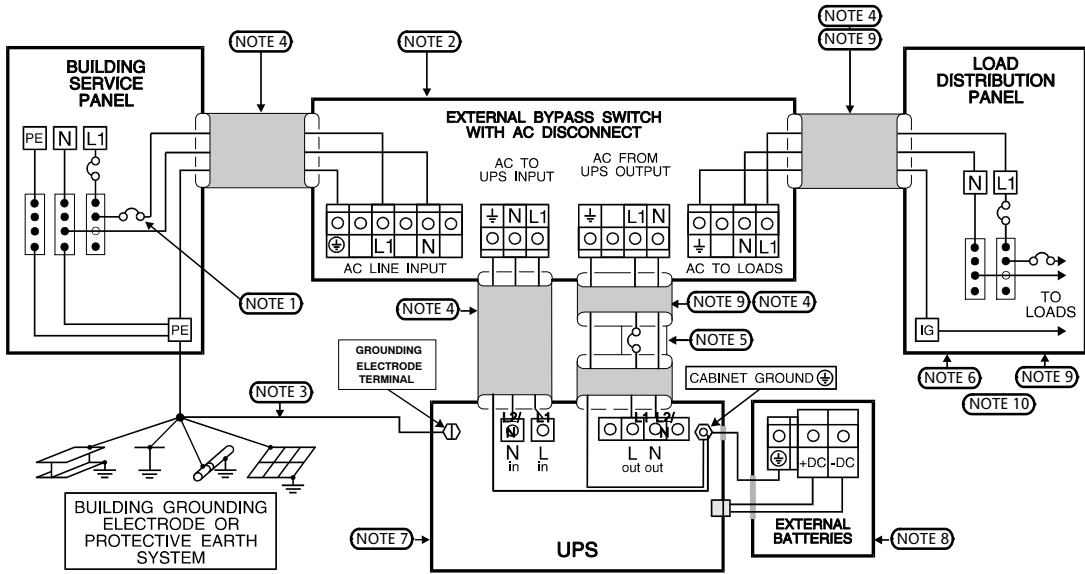 NOTE 4
NOTE 2
NOTE 4
NOTE 9
BUILDING
SERVICE
PANEL
PE N L1
NOTE 1
PE
EXTERNAL BYPASS SWITCH
WITH AC DISCONNECT
AC TO
UPS INPUT
AC FROM
UPS OUTPUT
L1 N
AC LINE INPUT
N L1
L1 N
N L1
AC TO LOADS
LOAD
DISTRIBUTION
PANEL
N L1
TO
LOADS
IG
NOTE 4
NOTE 9 NOTE 4
NOTE 5
NOTE 6
NOTE 9
NOTE 10
NOTE 3
GROUNDING
ELECTRODE
TERMINAL
CABINET GROUND
L2/
N
L1
N
in
L
in
L1 L2/
N
L N
out out
UPS
NOTE 7
+DC -DC
EXTERNAL
BATTERIES
NOTE 8
BUILDING GROUNDING
ELECTRODE OR
PROTECTIVE EARTH
SYSTEM